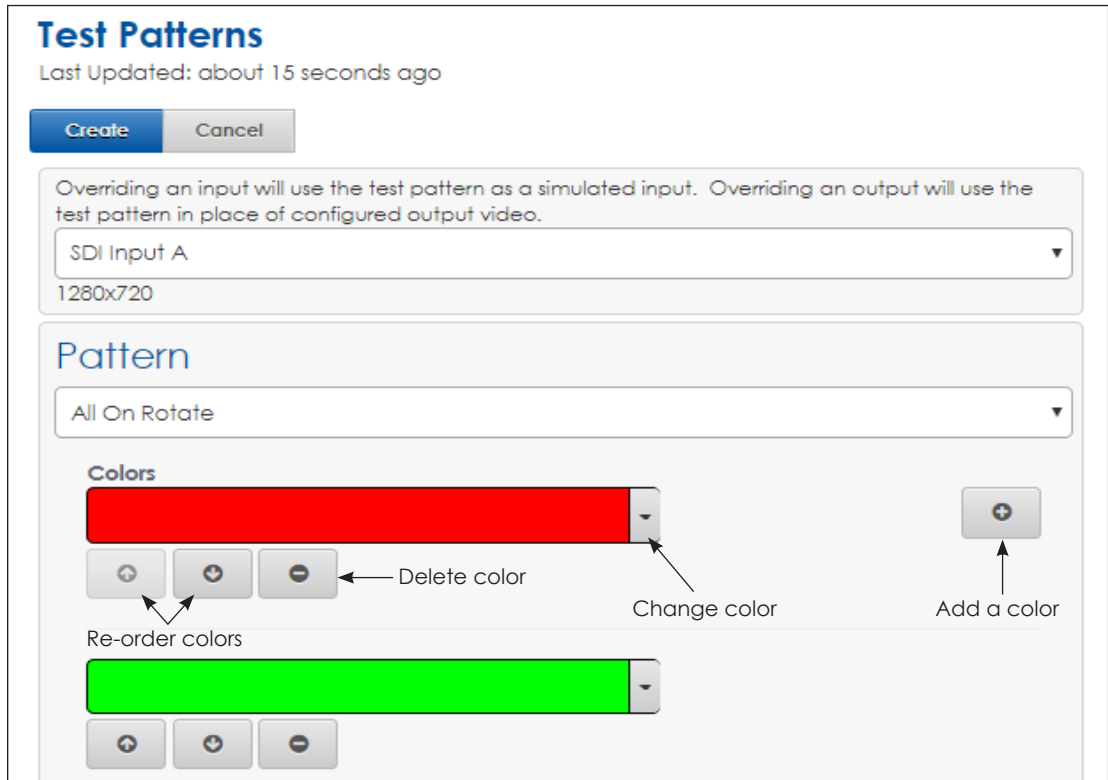 Test Patterns
Last Updated: about 15 seconds ago
Create Cancel
Overriding an input will use the test pattern as a simulated input. Overriding an output will use the
test pattern in place of configured output video.
SDI Input A
1280x720
Pattern
All On Rotate
Colors
Delete color
Change color
Add a color
Re-order colors